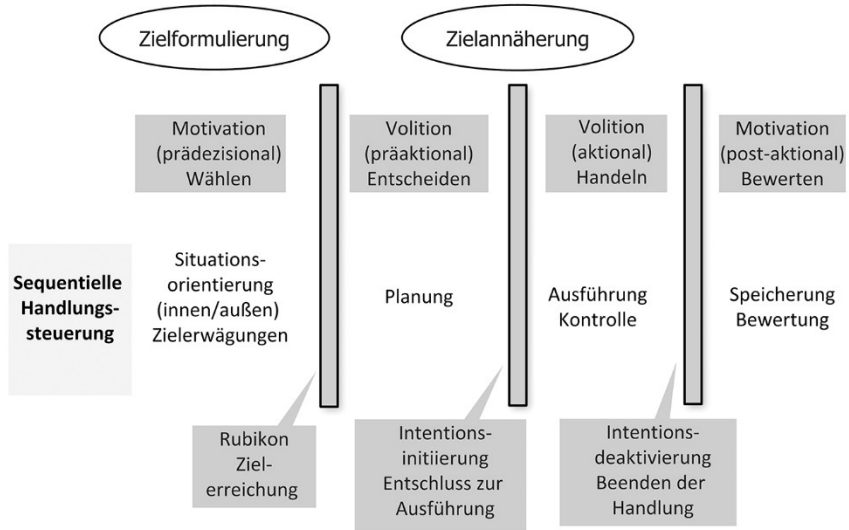 Zielformulierung
Zielannäherung
Motivation
(prädezisional)
Wählen
Volition
(präaktional)
Entscheiden
Volition
(aktional)
Handeln
Motivation
(post-aktional)
Bewerten
Sequentielle
Handlungs-
steuerung
Situations-
orientierung
(innen/außen)
Zielerwägungen
Planung
Ausführung
Kontrolle
Speicherung
Bewertung
Rubikon
Ziel-
erreichung
Intentions-
initiierung
Entschluss zur
Ausführung
Intentions-
deaktivierung
Beenden der
Handlung